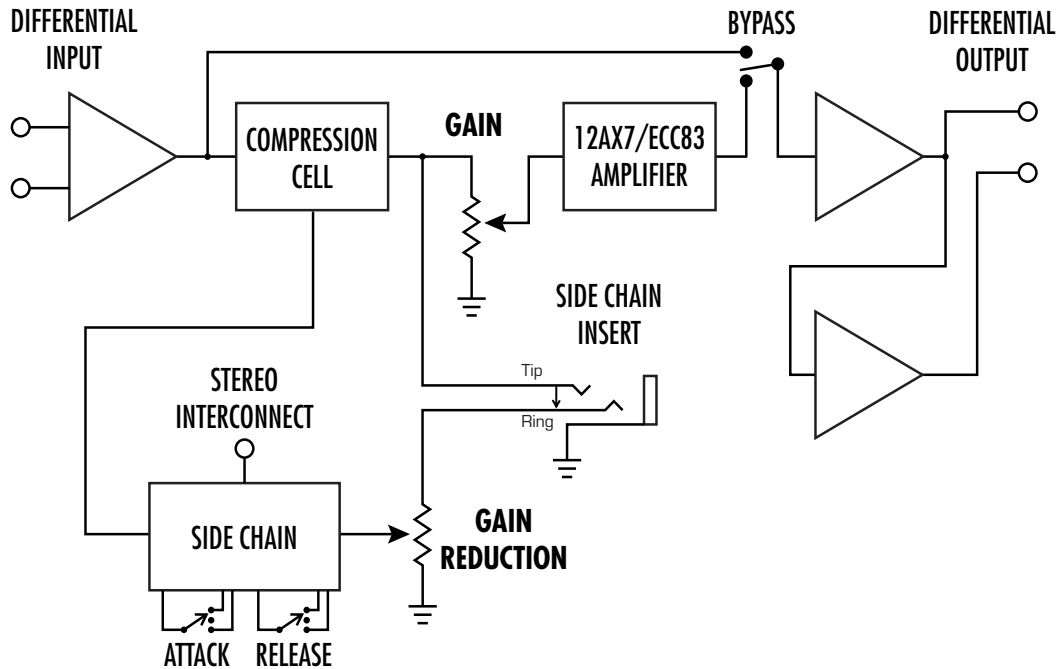 DIFFERENTIAL
INPUT
BYPASS
DIFFERENTIAL
OUTPUT
COMPRESSION
CELL
GAIN
12AX7/ECC83
AMPLIFIER
SIDE CHAIN
INSERT
Tip
Ring
STEREO
INTERCONNECT
SIDE CHAIN
GAIN
REDUCTION
ATTACK
RELEASE